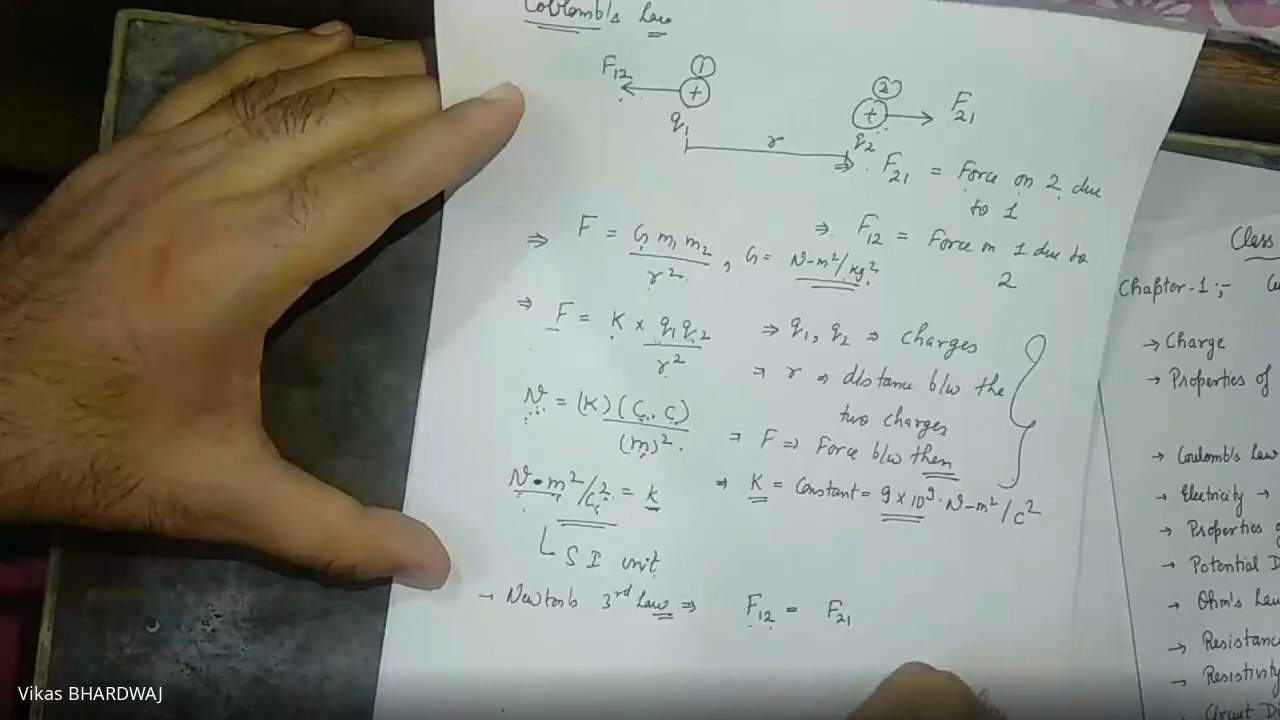 Coulomb's Law
F12 ① + q1
② + q2 F21
r
⇒ F21 = Force on 2 due
to 1
⇒ F12 = Force on 1 due to
2
⇒ F = G m1 m2 / r², G = N-m²/kg²
⇒ F = K × q1 q2 / r²
⇒ q1, q2 ⇒ charges
⇒ r ⇒ distance b/w the
two charges
⇒ F ⇒ Force b/w them
⇒ K = Constant = 9 × 10⁹ · N-m²/c²
N = (K) (C. C) / (m)²
N·m²/c² = k
SI unit
→ Newton's 3rd Law ⇒ F12 = F21
Class
Chapter-1 :-
→ Charge
→ Properties of
→ Coulomb's Law
→ Electricity →
→ Properties
→ Potential D
→ Ohm's Law
→ Resistance
→ Resistivity
→ Circuit Di
Vikas BHARDWAJ